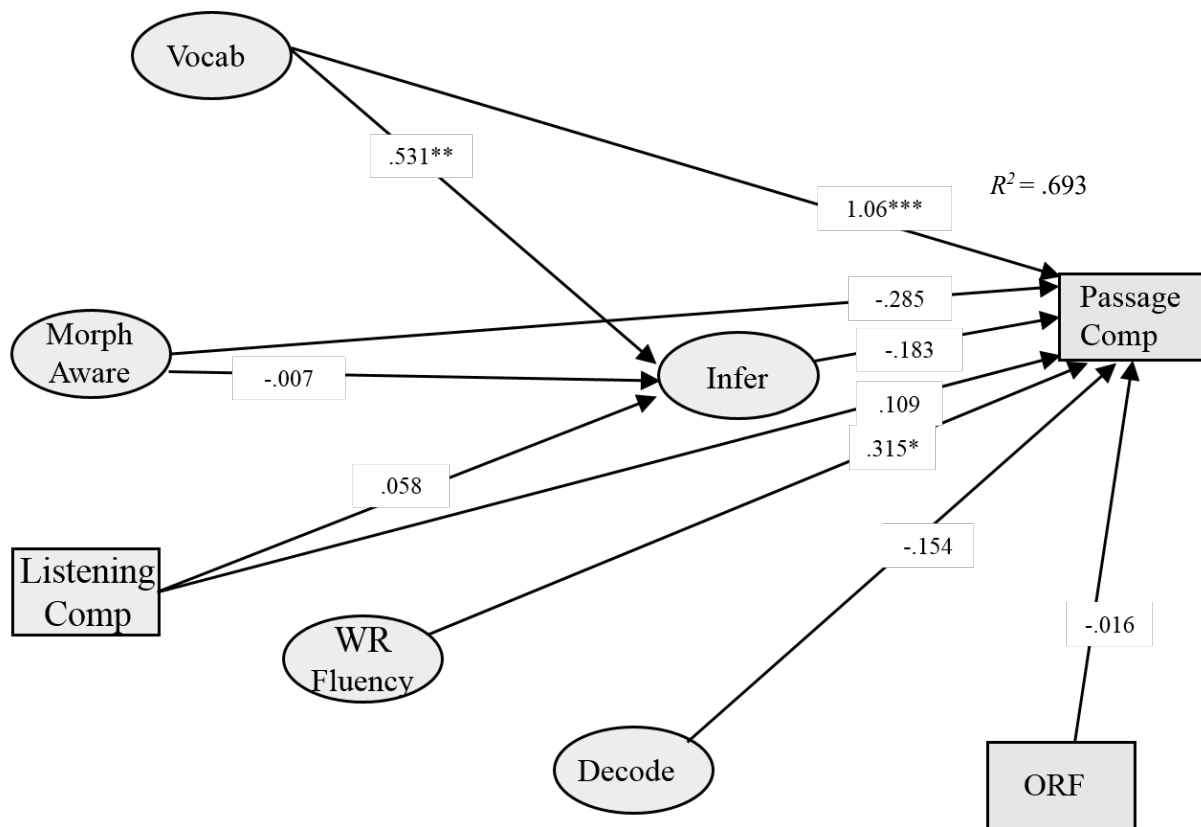 Vocab
.531**
R² = .693
1.06***
-.285
Passage
Comp
Morph
Aware
-.007
-.183
Infer
.109
.315*
.058
Listening
Comp
-.154
WR
Fluency
-.016
Decode
ORF